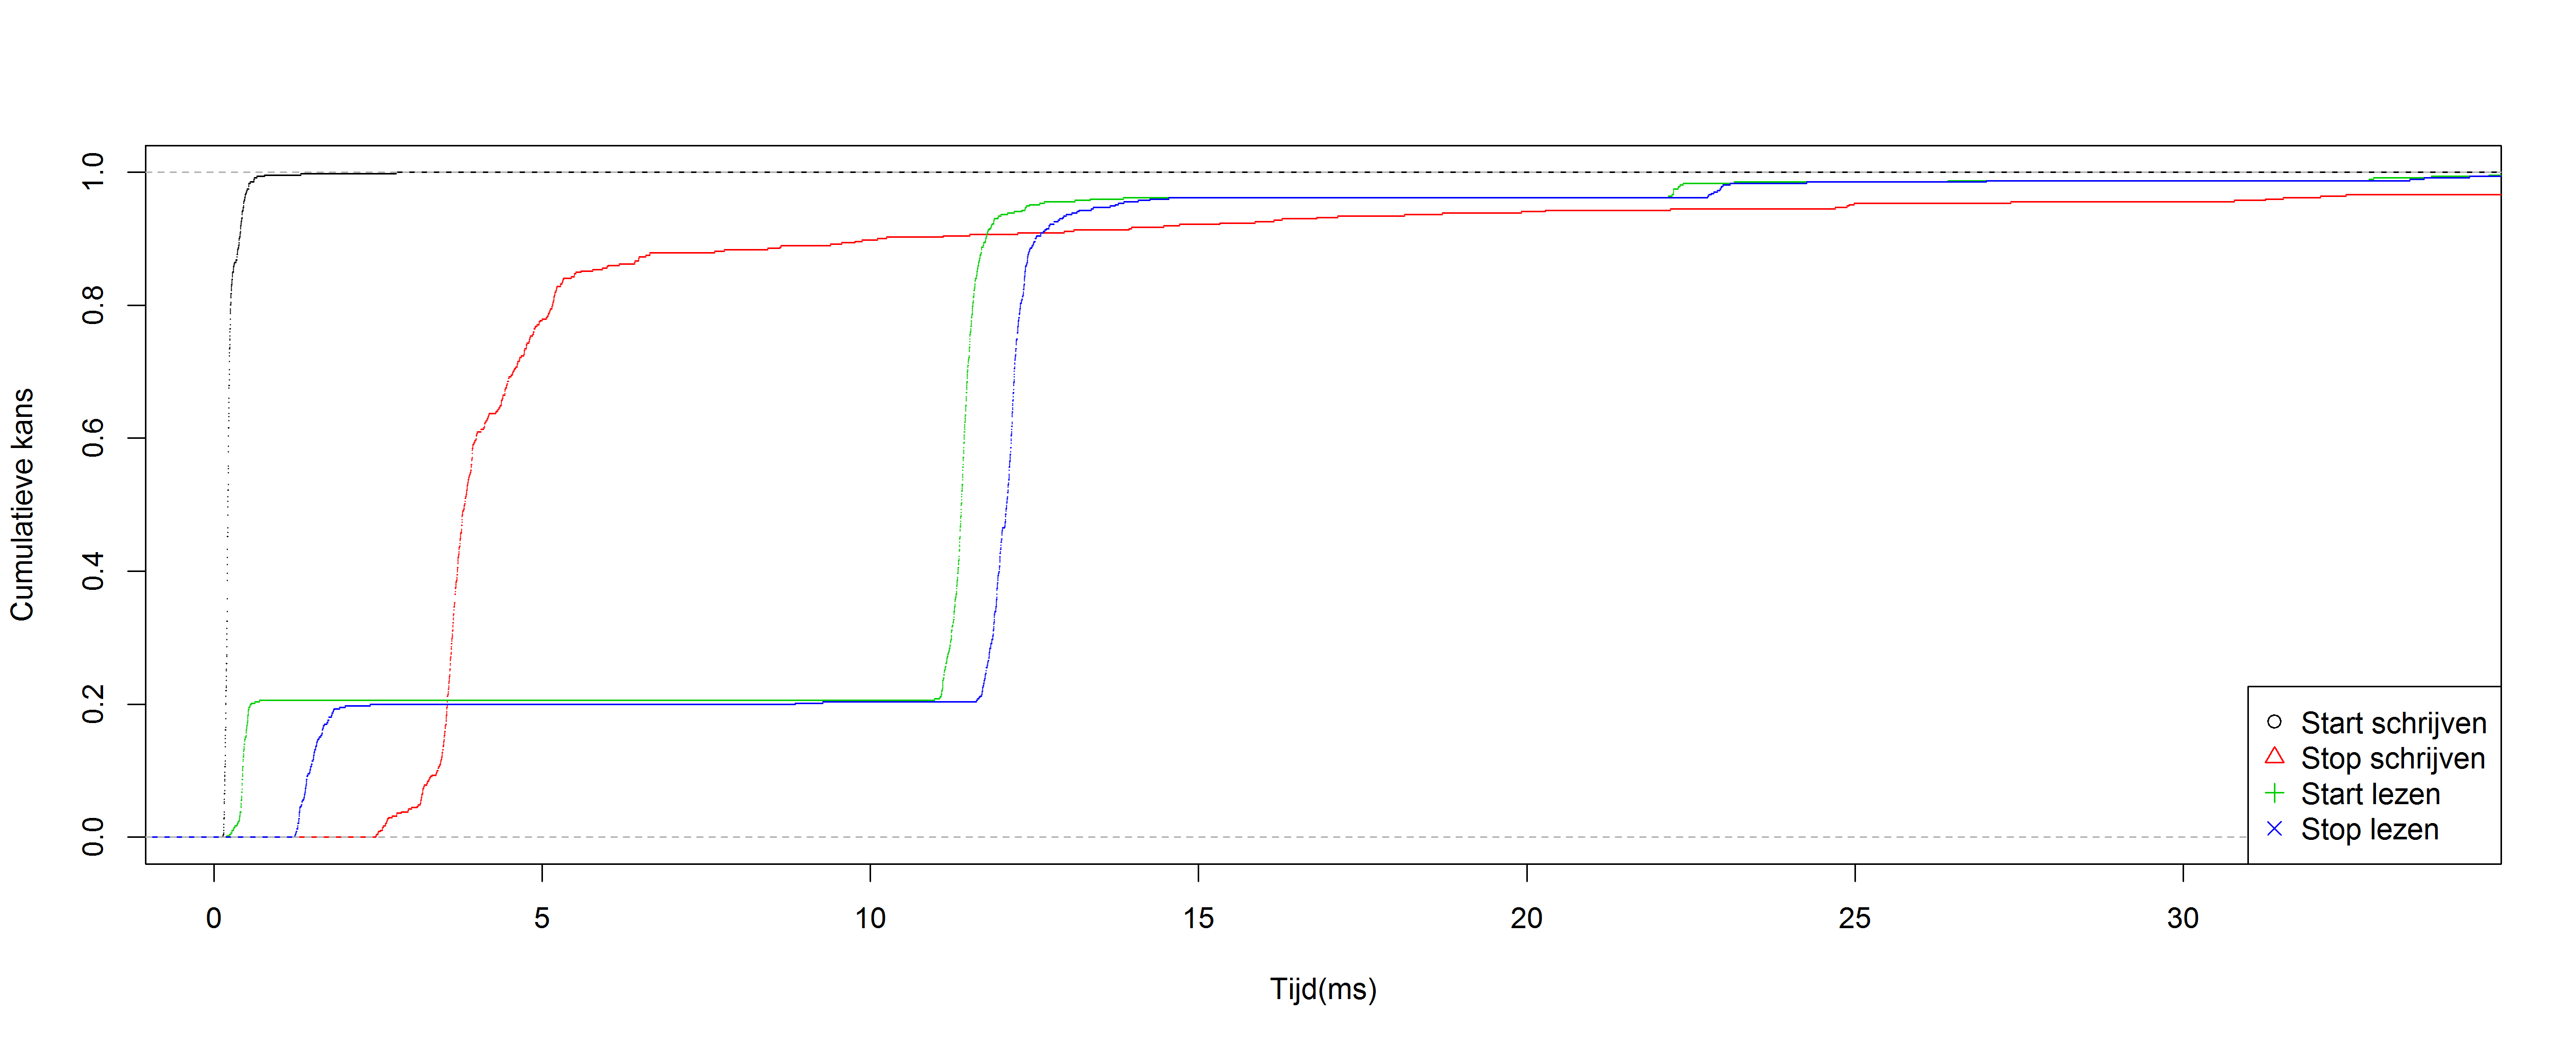 Cumulatieve kans
1.0
0.8
0.6
0.4
0.2
0.0
0 5 10 15 20 25 30
Tijd(ms)
Start schrijven
Stop schrijven
Start lezen
Stop lezen